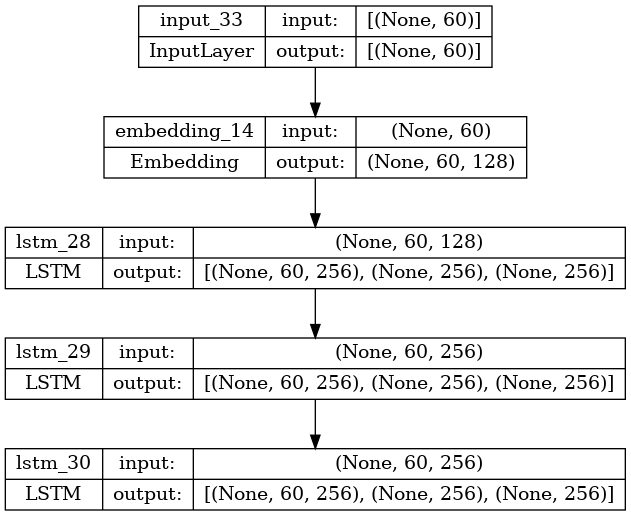 input_33 input: [(None, 60)]
InputLayer output: [(None, 60)]
embedding_14 input: (None, 60)
Embedding output: (None, 60, 128)
lstm_28 input: (None, 60, 128)
LSTM output: [(None, 60, 256), (None, 256), (None, 256)]
lstm_29 input: (None, 60, 256)
LSTM output: [(None, 60, 256), (None, 256), (None, 256)]
lstm_30 input: (None, 60, 256)
LSTM output: [(None, 60, 256), (None, 256), (None, 256)]